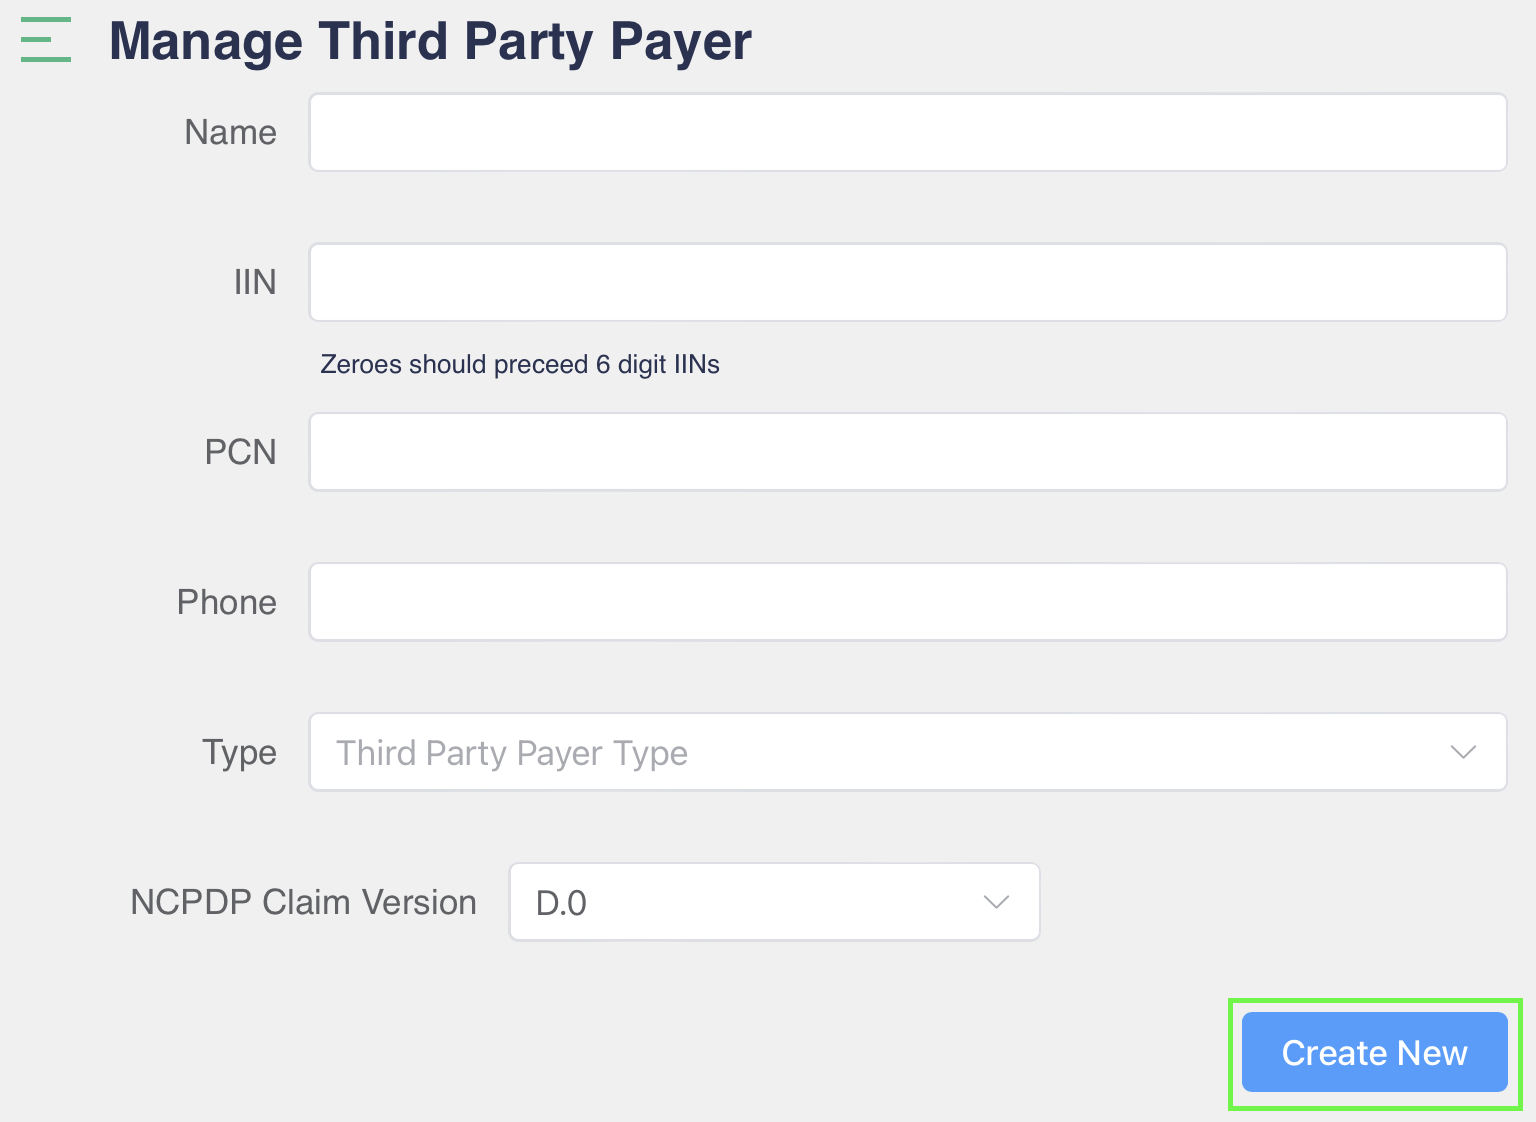 Manage Third Party Payer
Name
IIN
Zeroes should preceed 6 digit IINs
PCN
Phone
Type
Third Party Payer Type
NCPDP Claim Version
D.0
Create New